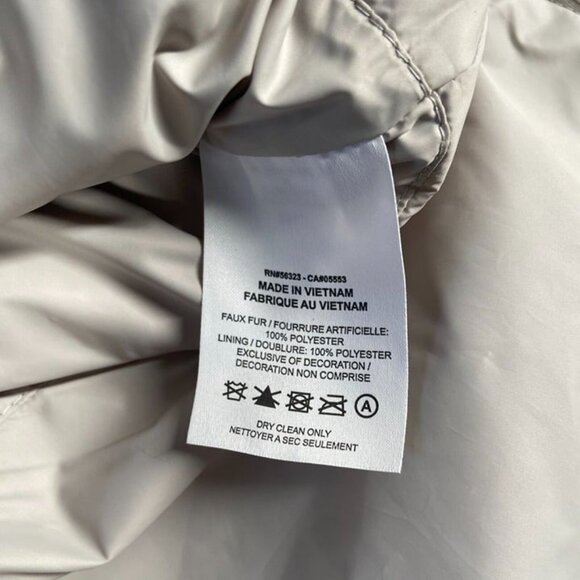 RN#56323 - CA#05553
MADE IN VIETNAM
FABRIQUE AU VIETNAM
FAUX FUR / FOURRURE ARTIFICIELLE:
100% POLYESTER
LINING / DOUBLURE: 100% POLYESTER
EXCLUSIVE OF DECORATION /
DECORATION NON COMPRISE
A
DRY CLEAN ONLY
NETTOYER A SEC SEULEMENT